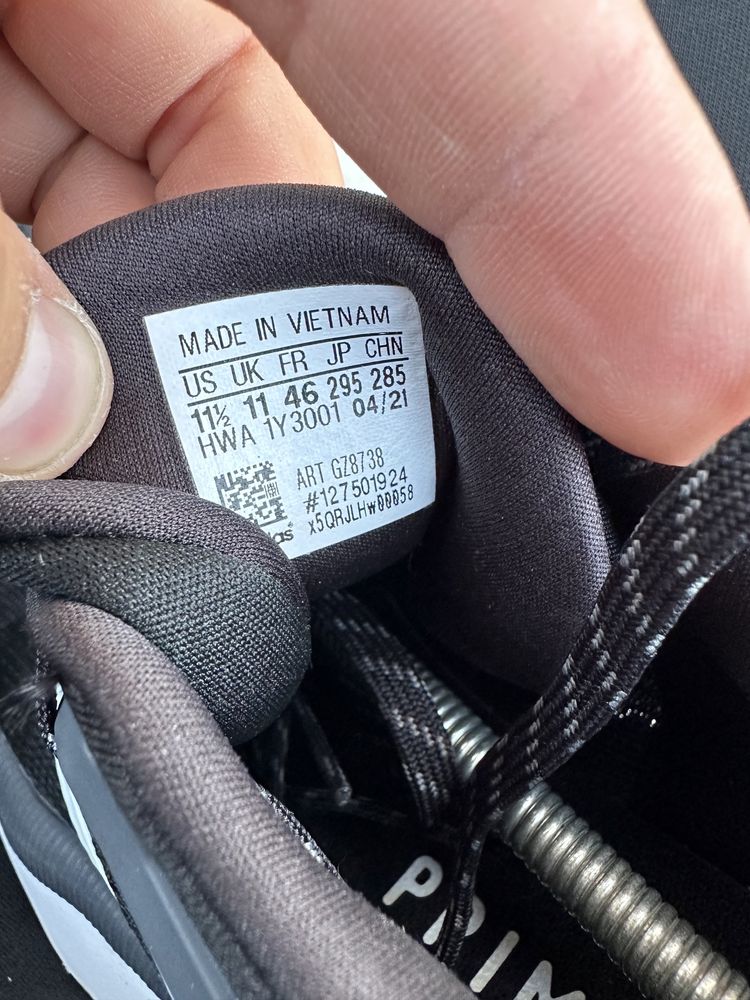 MADE IN VIETNAM
US UK FR JP CHN
11½ 11 46 295 285
HWA 1Y3001 04/21
ART GZ8738
#127501924
x5QRJLHw00058
das®
PRIM